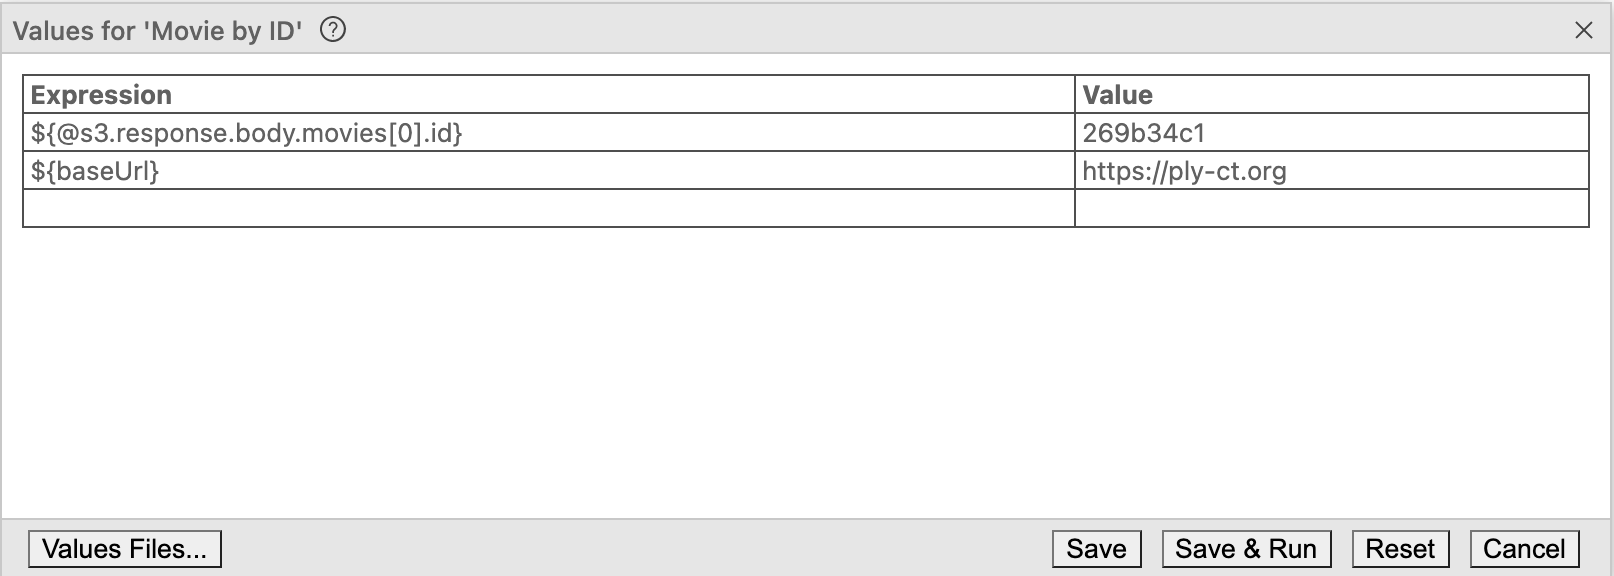 Values for 'Movie by ID' ?
Expression Value
${@s3.response.body.movies[0].id} 269b34c1
${baseUrl} https://ply-ct.org
Values Files... Save Save & Run Reset Cancel